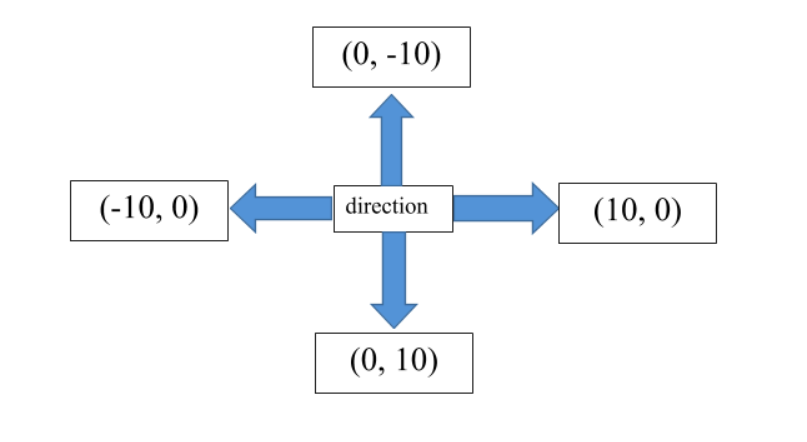 (0, -10)
(-10, 0)
direction
(10, 0)
(0, 10)